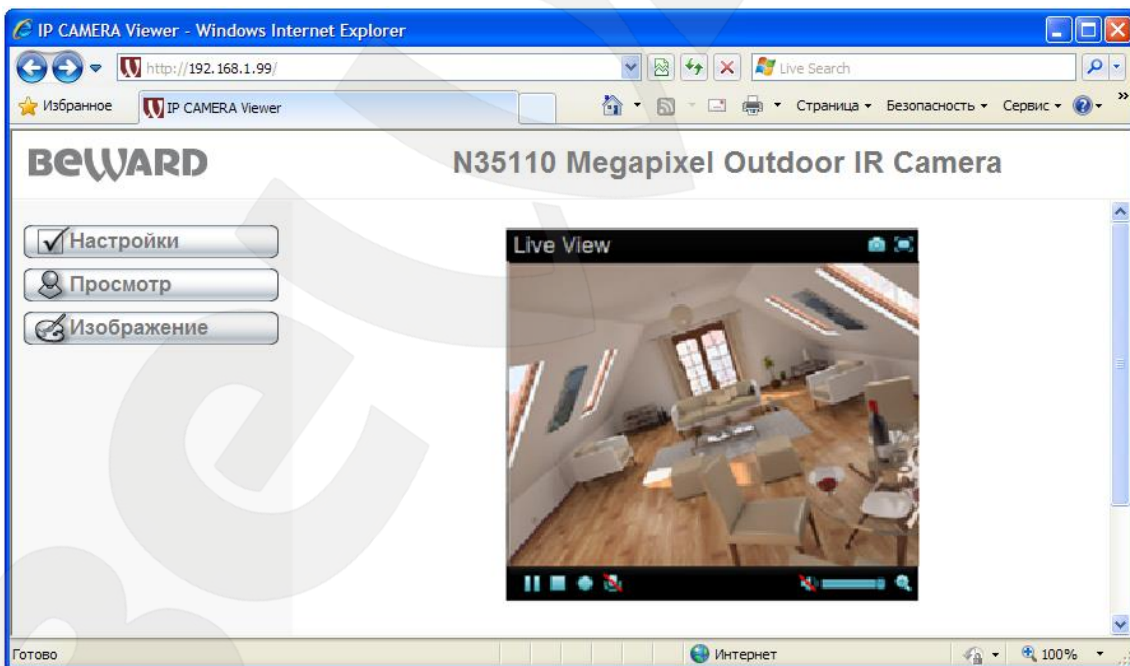 IP CAMERA Viewer - Windows Internet Explorer
http://192.168.1.99/
Live Search
Избранное
IP CAMERA Viewer
Страница
Безопасность
Сервис
BEWARD
N35110 Megapixel Outdoor IR Camera
Настройки
Просмотр
Изображение
Live View
Готово
Интернет
100%